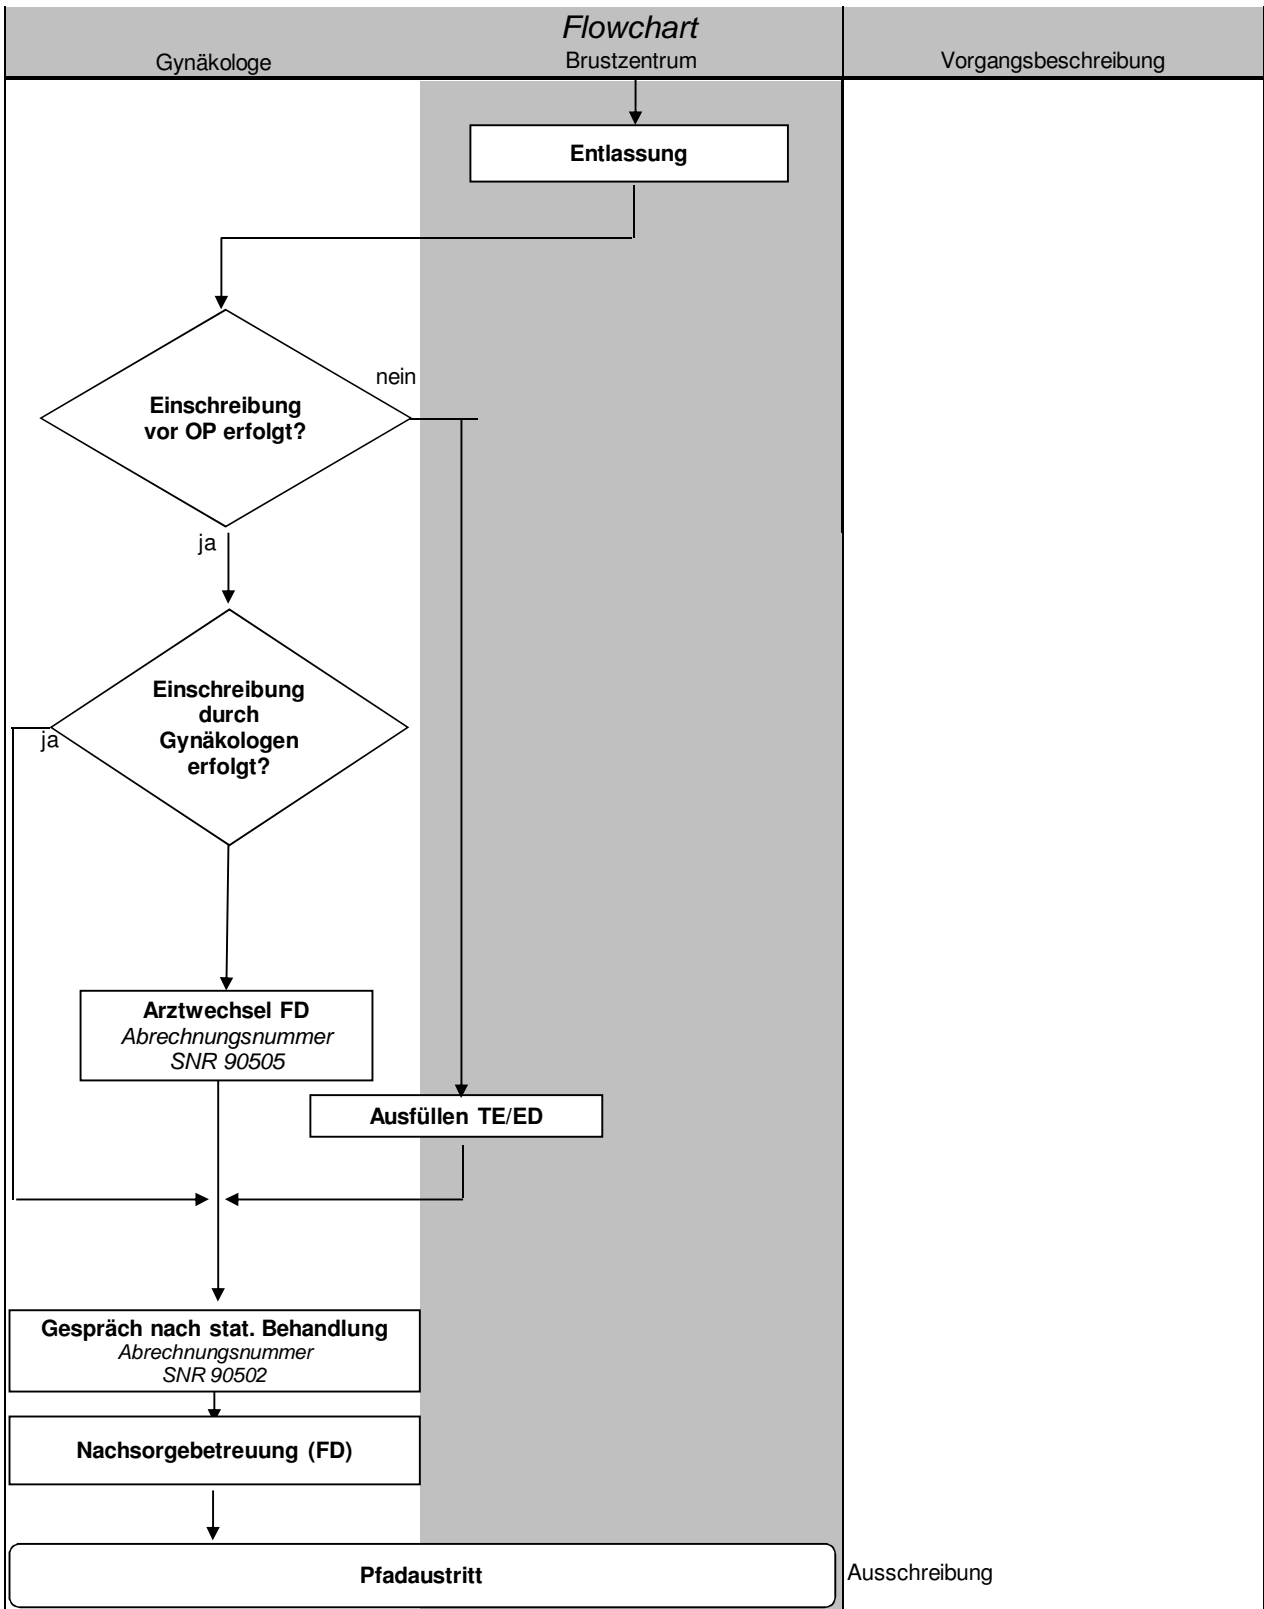 Flowchart
Gynäkologe
Brustzentrum
Vorgangsbeschreibung
Entlassung
nein
Einschreibung
vor OP erfolgt?
ja
Einschreibung
durch
Gynäkologen
erfolgt?
ja
Arztwechsel FD
Abrechnungsnummer
SNR 90505
Ausfüllen TE/ED
Gespräch nach stat. Behandlung
Abrechnungsnummer
SNR 90502
Nachsorgebetreuung (FD)
Pfadaustritt
Ausschreibung